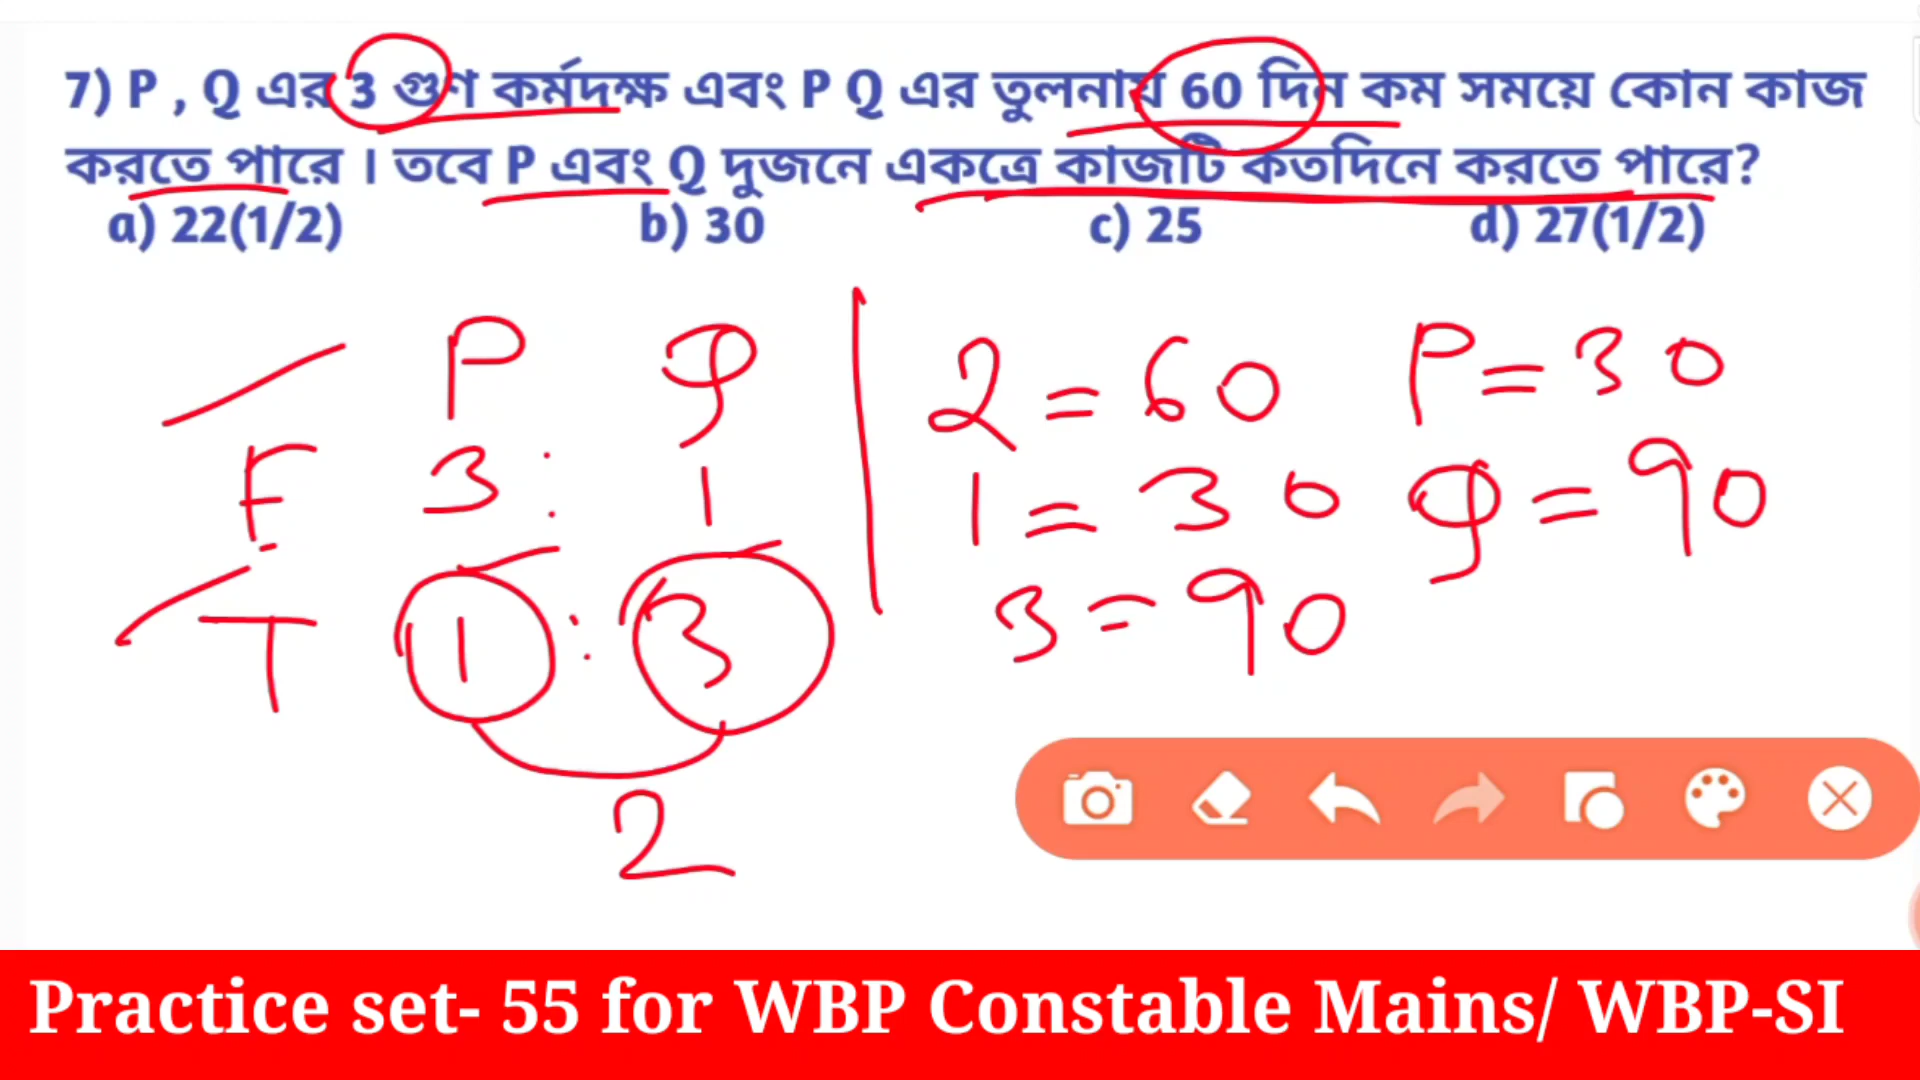 7) P , Q এর 3 গুণ কর্মদক্ষ এবং P Q এর তুলনায় 60 দিন কম সময়ে কোন কাজ
করতে পারে । তবে P এবং Q দুজনে একত্রে কাজটি কতদিনে করতে পারে?
a) 22(1/2) b) 30 c) 25 d) 27(1/2)
P Q
E 3 : 1
T 1 : 3
2
2 = 60
1 = 30
3 = 90
P = 30
Q = 90
Practice set- 55 for WBP Constable Mains/ WBP-SI